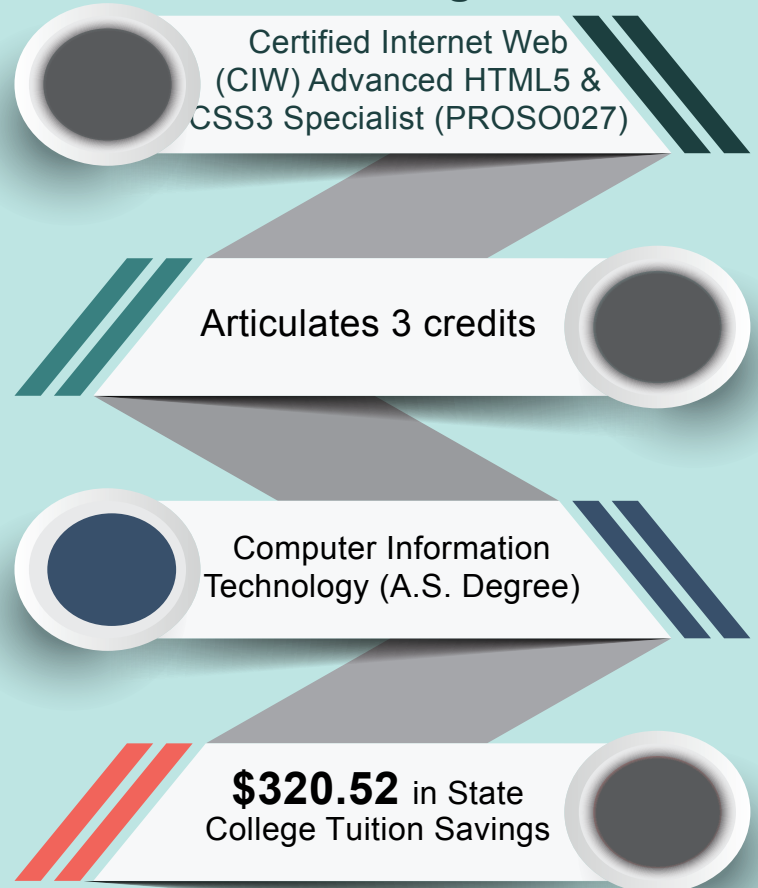 Certified Internet Web
(CIW) Advanced HTML5 &
CSS3 Specialist (PROSO027)
Articulates 3 credits
Computer Information
Technology (A.S. Degree)
$320.52 in State
College Tuition Savings